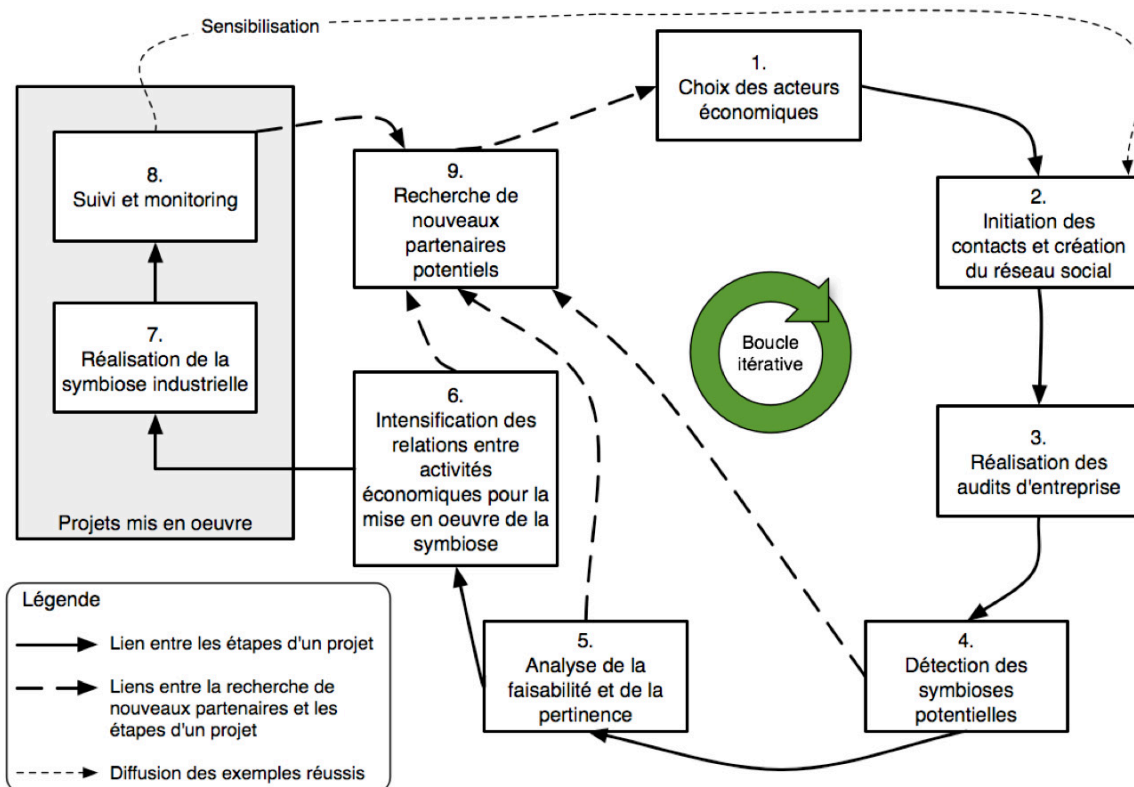 Sensibilisation
1.
Choix des acteurs
économiques
8.
Suivi et monitoring
9.
Recherche de
nouveaux
partenaires
potentiels
2.
Initiation des
contacts et création
du réseau social
7.
Réalisation de la
symbiose industrielle
Boucle
itérative
6.
Intensification des
relations entre
activités
économiques pour la
mise en oeuvre de la
symbiose
3.
Réalisation des
audits d'entreprise
Projets mis en oeuvre
5.
Analyse de la
faisabilité et de la
pertinence
4.
Détection des
symbioses
potentielles
Légende
Lien entre les étapes d'un projet
Liens entre la recherche de
nouveaux partenaires et les
étapes d'un projet
Diffusion des exemples réussis